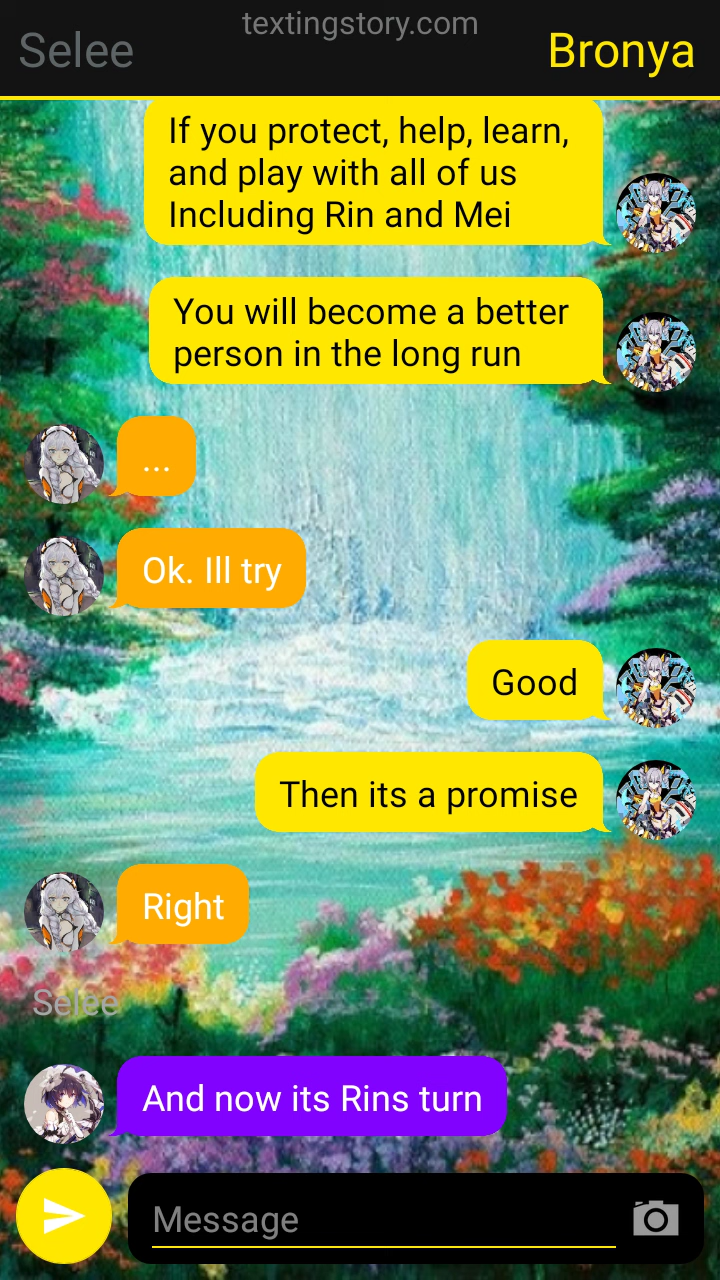 textingstory.com
Selee
Bronya
If you protect, help, learn,
and play with all of us
Including Rin and Mei
You will become a better
person in the long run
...
Ok. Ill try
Good
Then its a promise
Right
Selee
And now its Rins turn
Message